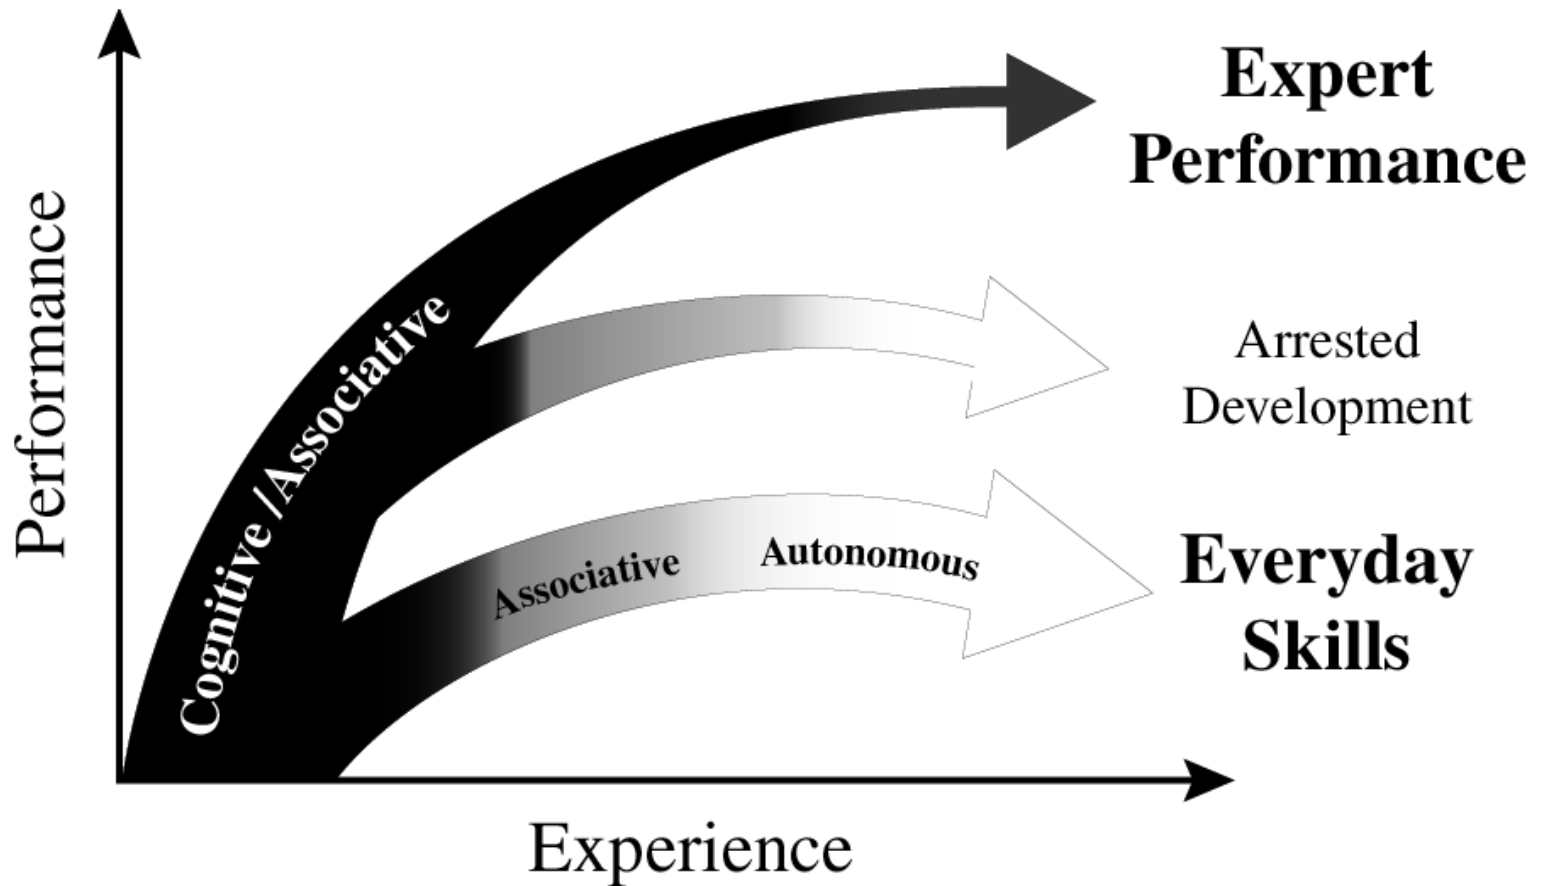 Expert
Performance
Performance
Cognitive /Associative
Arrested
Development
Associative
Autonomous
Everyday
Skills
Experience